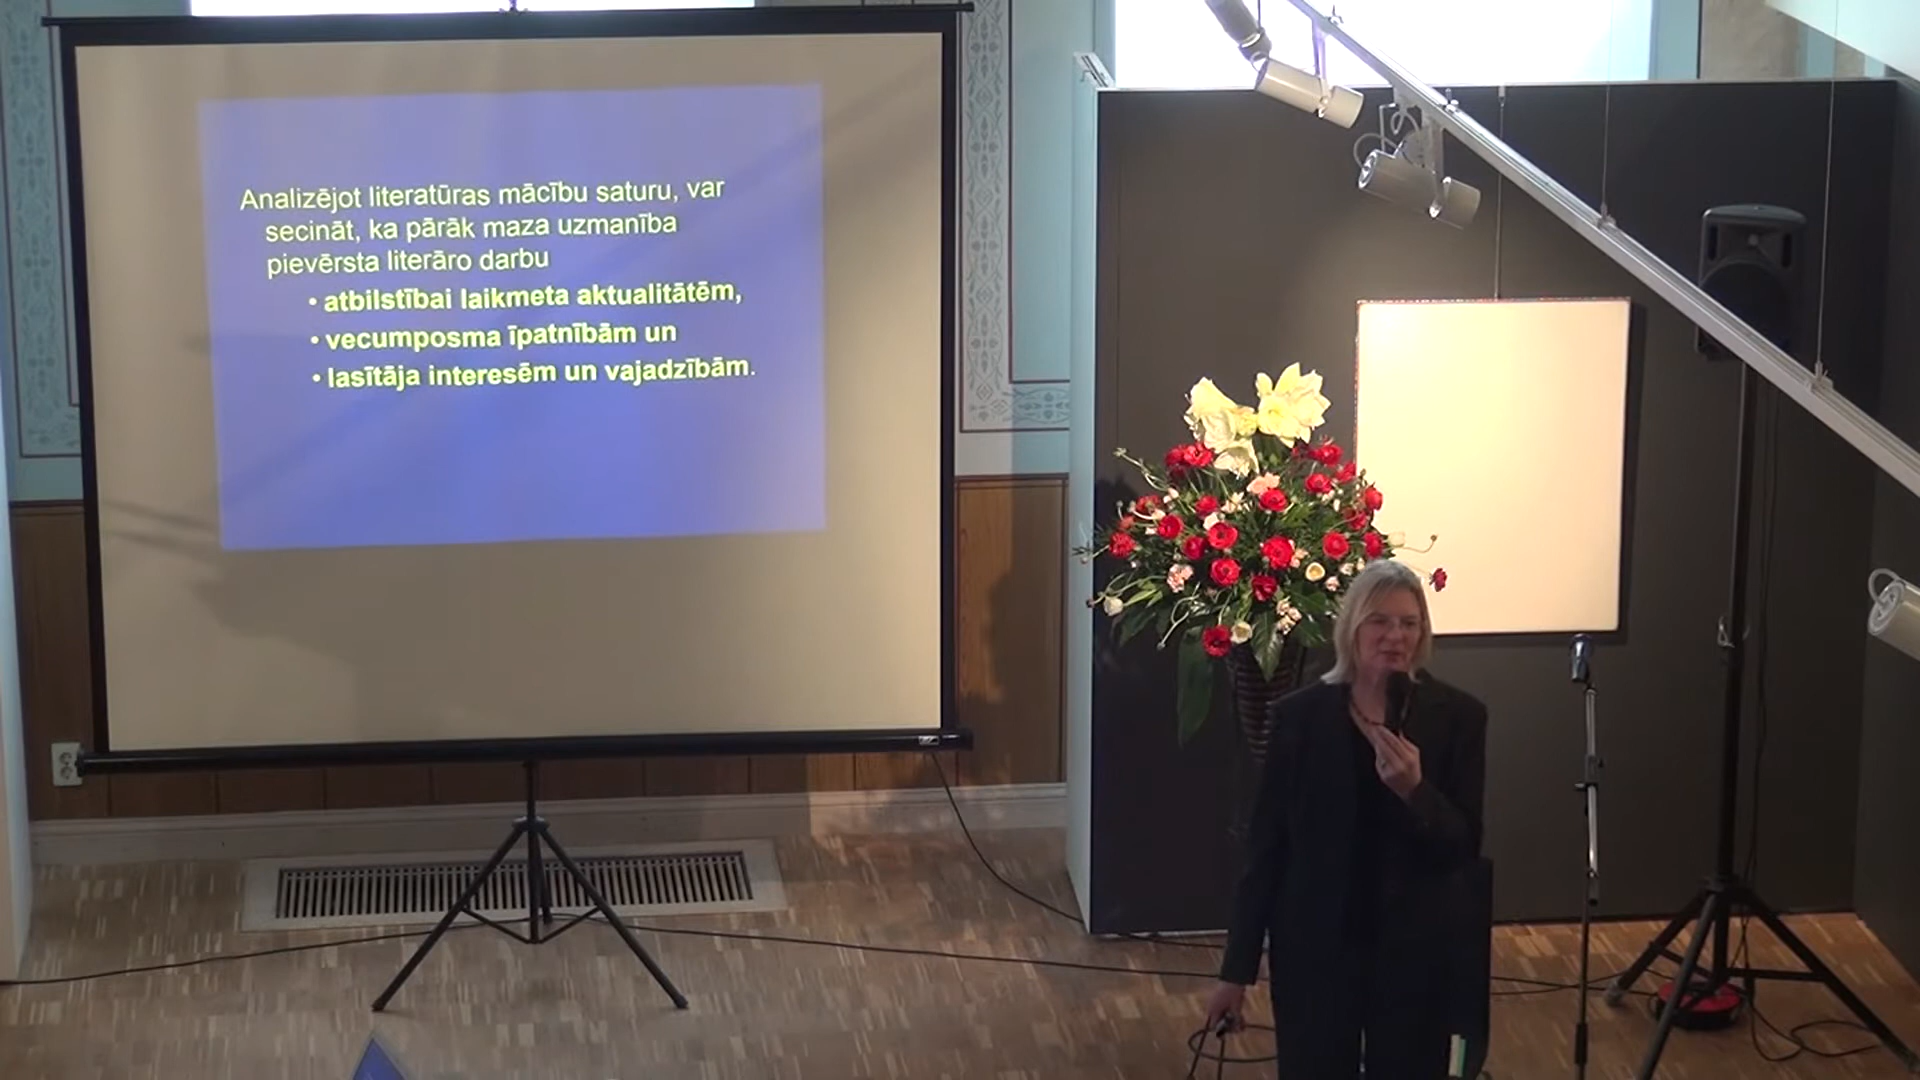 Analizējot literatūras mācību saturu, var
secināt, ka pārāk maza uzmanība
pievērsta literāro darbu
• atbilstībai laikmeta aktualitātēm,
• vecumposma īpatnībām un
• lasītāja interesēm un vajadzībām.